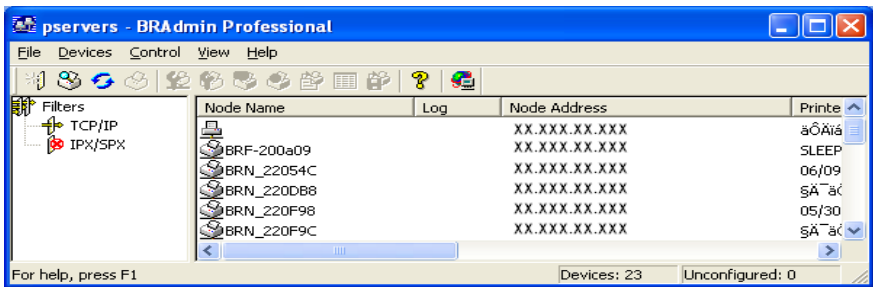 pservers - BRAdmin Professional
File Devices Control View Help
Filters
TCP/IP
IPX/SPX
Node Name Log Node Address Printe
XX.XXX.XX.XXX äÔÄïá
BRF-200a09 XX.XXX.XX.XXX SLEEP
BRN_22054C XX.XXX.XX.XXX 06/09
BRN_220DB8 XX.XXX.XX.XXX
BRN_220F98 XX.XXX.XX.XXX 05/30
BRN_220F9C XX.XXX.XX.XXX
For help, press F1 Devices: 23 Unconfigured: 0